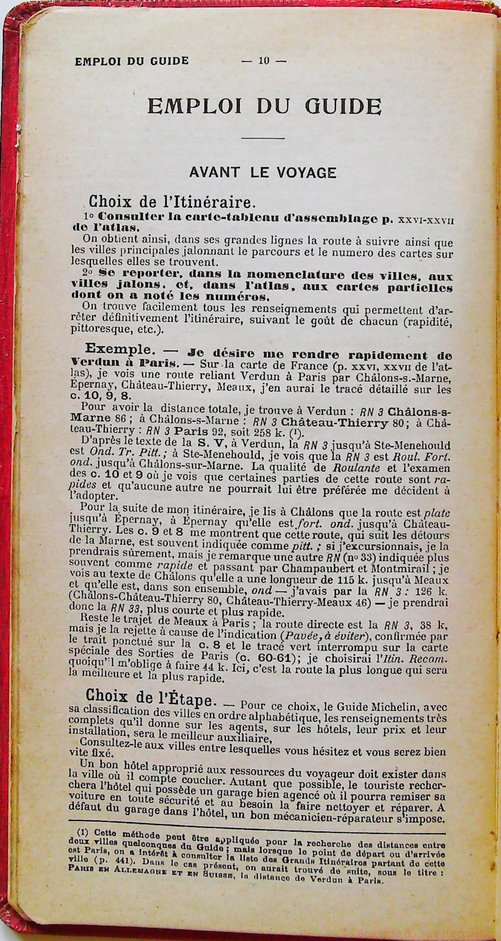 EMPLOI DU GUIDE — 10 —
EMPLOI DU GUIDE
AVANT LE VOYAGE
Choix de l'Itinéraire.
1º Consulter la carte-tableau d'assemblage p. XXVI-XXVII
de l'atlas.
On obtient ainsi, dans ses grandes lignes la route à suivre ainsi que
les villes principales jalonnant le parcours et le numero des cartes sur
lesquelles elles se trouvent.
2º Se reporter, dans la nomenclature des villes, aux
villes jalons, et, dans l'atlas, aux cartes partielles
dont on a noté les numéros.
On trouve facilement tous les renseignements qui permettent d'ar-
rêter définitivement l'itinéraire, suivant le goût de chacun (rapidité,
pittoresque, etc.).
Exemple. — Je désire me rendre rapidement de
Verdun à Paris. — Sur la carte de France (p. XXVI, XXVII de l'at-
las), je vois une route reliant Verdun à Paris par Châlons-s.-Marne,
Épernay, Château-Thierry, Meaux, j'en aurai le tracé détaillé sur les
c. 10, 9, 8.
Pour avoir la distance totale, je trouve à Verdun : RN 3 Châlons-s-
Marne 86 ; à Châlons-s-Marne : RN 3 Château-Thierry 80 ; à Châ-
teau-Thierry : RN 3 Paris 92, soit 258 k. (¹).
D'après le texte de la S. V, à Verdun, la RN 3 jusqu'à Ste-Menehould
est Ond. Tr. Pitt. ; à Ste-Menehould, je vois que la RN 3 est Roul. Fort.
ond. jusqu'à Châlons-sur-Marne. La qualité de Roulante et l'examen
des c. 10 et 9 où je vois que certaines parties de cette route sont ra-
pides et qu'aucune autre ne pourrait lui être préférée me décident à
l'adopter.
Pour la suite de mon itinéraire, je lis à Châlons que la route est plate
jusqu'à Épernay, à Épernay qu'elle est fort. ond. jusqu'à Château-
Thierry. Les c. 9 et 8 me montrent que cette route, qui suit les détours
de la Marne, est souvent indiquée comme pitt. ; si j'excursionnais, je la
prendrais sûrement, mais je remarque une autre RN (nº 33) indiquée plus
souvent comme rapide et passant par Champaubert et Montmirail ; je
vois au texte de Châlons qu'elle a une longueur de 115 k. jusqu'à Meaux
et qu'elle est, dans son ensemble, ond — j'avais par la RN 3 : 126 k.
(Châlons-Château-Thierry 80, Château-Thierry-Meaux 46) — je prendrai
donc la RN 33, plus courte et plus rapide.
Reste le trajet de Meaux à Paris ; la route directe est la RN 3, 38 k,
mais je la rejette à cause de l'indication (Pavée, à éviter), confirmée par
le trait ponctué sur la c. 8 et le tracé vert interrompu sur la carte
spéciale des Sorties de Paris (c. 60-61) ; je choisirai l'Itin. Recom.
quoiqu'il m'oblige à faire 44 k. Ici, c'est la route la plus longue qui sera
la meilleure et la plus rapide.
Choix de l'Étape. — Pour ce choix, le Guide Michelin, avec
sa classification des villes en ordre alphabétique, les renseignements très
complets qu'il donne sur les agents, sur les hôtels, leur prix et leur
installation, sera le meilleur auxiliaire,
Consultez-le aux villes entre lesquelles vous hésitez et vous serez bien
vite fixé.
Un bon hôtel approprié aux ressources du voyageur doit exister dans
la ville où il compte coucher. Autant que possible, le touriste recher-
chera l'hôtel qui possède un garage bien agencé où il pourra remiser sa
voiture en toute sécurité et au besoin la faire nettoyer et réparer. A
défaut du garage dans l'hôtel, un bon mécanicien-réparateur s'impose.
(1) Cette méthode peut être appliquée pour la recherche des distances entre
deux villes quelconques du Guide ; mais lorsque le point de départ ou d'arrivée
est Paris, on a intérêt à consulter la liste des Grands Itinéraires partant de cette
ville (p. 441). Dans le cas présent, on aurait trouvé de suite, sous le titre :
PARIS EN ALLEMAGNE ET EN SUISSE, la distance de Verdun à Paris.